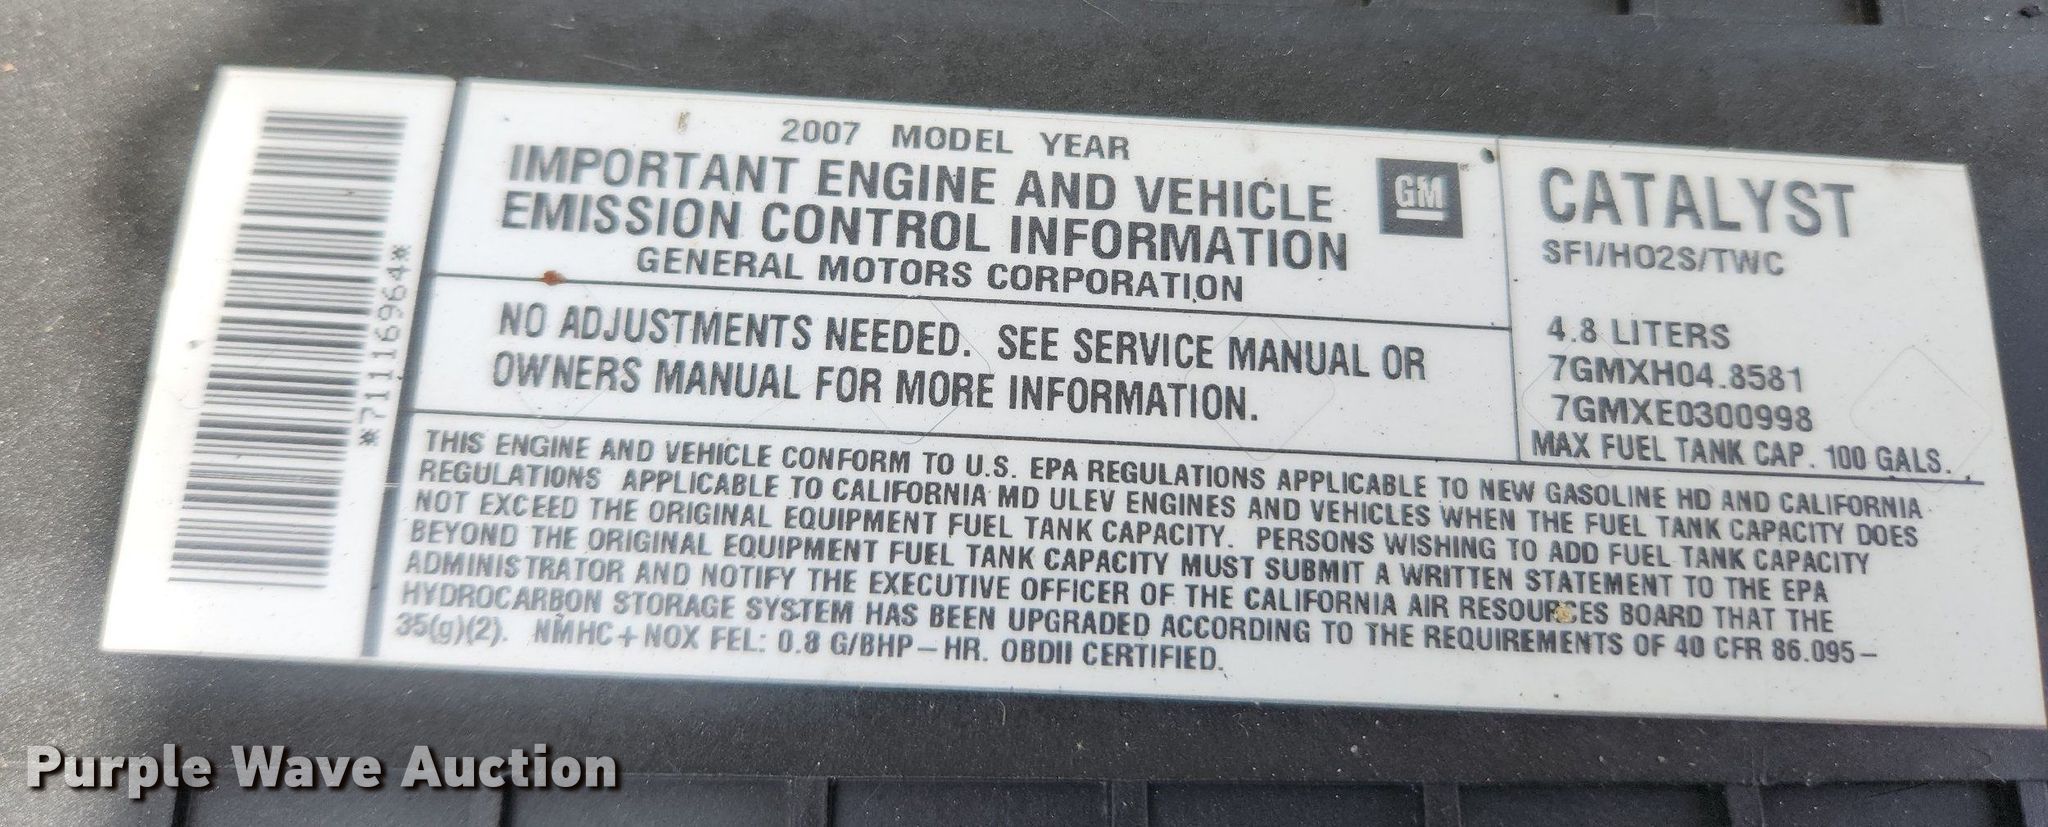 *71116964*
2007 MODEL YEAR
IMPORTANT ENGINE AND VEHICLE
EMISSION CONTROL INFORMATION
GENERAL MOTORS CORPORATION
GM
NO ADJUSTMENTS NEEDED. SEE SERVICE MANUAL OR
OWNERS MANUAL FOR MORE INFORMATION.
CATALYST
SFI/HO2S/TWC
4.8 LITERS
7GMXH04.8581
7GMXE0300998
MAX FUEL TANK CAP. 100 GALS.
THIS ENGINE AND VEHICLE CONFORM TO U.S. EPA REGULATIONS APPLICABLE TO NEW GASOLINE HD AND CALIFORNIA
REGULATIONS APPLICABLE TO CALIFORNIA MD ULEV ENGINES AND VEHICLES WHEN THE FUEL TANK CAPACITY DOES
NOT EXCEED THE ORIGINAL EQUIPMENT FUEL TANK CAPACITY. PERSONS WISHING TO ADD FUEL TANK CAPACITY
BEYOND THE ORIGINAL EQUIPMENT FUEL TANK CAPACITY MUST SUBMIT A WRITTEN STATEMENT TO THE EPA
ADMINISTRATOR AND NOTIFY THE EXECUTIVE OFFICER OF THE CALIFORNIA AIR RESOURCES BOARD THAT THE
HYDROCARBON STORAGE SYSTEM HAS BEEN UPGRADED ACCORDING TO THE REQUIREMENTS OF 40 CFR 86.095–
35(g)(2). NMHC+NOX FEL: 0.8 G/BHP–HR. OBDII CERTIFIED.
Purple Wave Auction